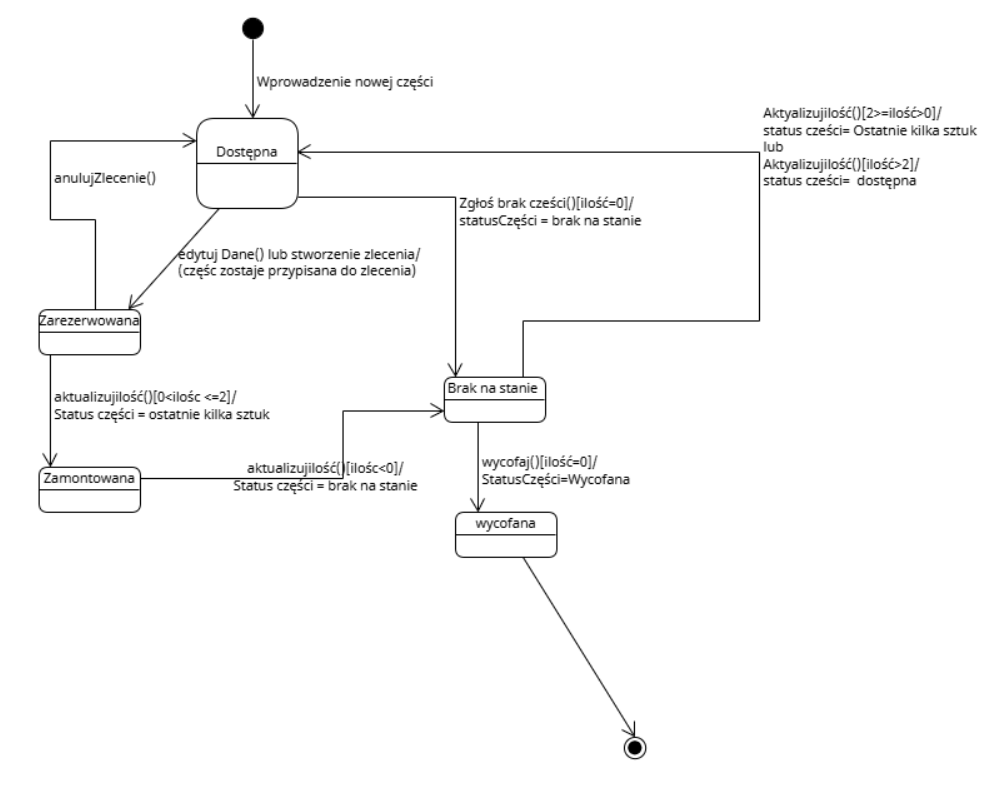 Wprowadzenie nowej części
Aktyalizujilość()[2>=ilość>0]/
status cześci= Ostatnie kilka sztuk
lub
Aktyalizujilość()[ilość>2]/
status cześci=  dostępna
Dostępna
anulujZlecenie()
Zgłoś brak cześci()[ilość=0]/
statusCzęści = brak na stanie
edytuj Dane() lub stworzenie zlecenia/
(częśc zostaje przypisana do zlecenia)
Zarezerwowana
Brak na stanie
aktualizujilość()[0<ilośc <=2]/
Status części = ostatnie kilka sztuk
aktualizujilość()[ilośc<0]/
Status części = brak na stanie
Zamontowana
wycofaj()[ilość=0]/
StatusCzęści=Wycofana
wycofana